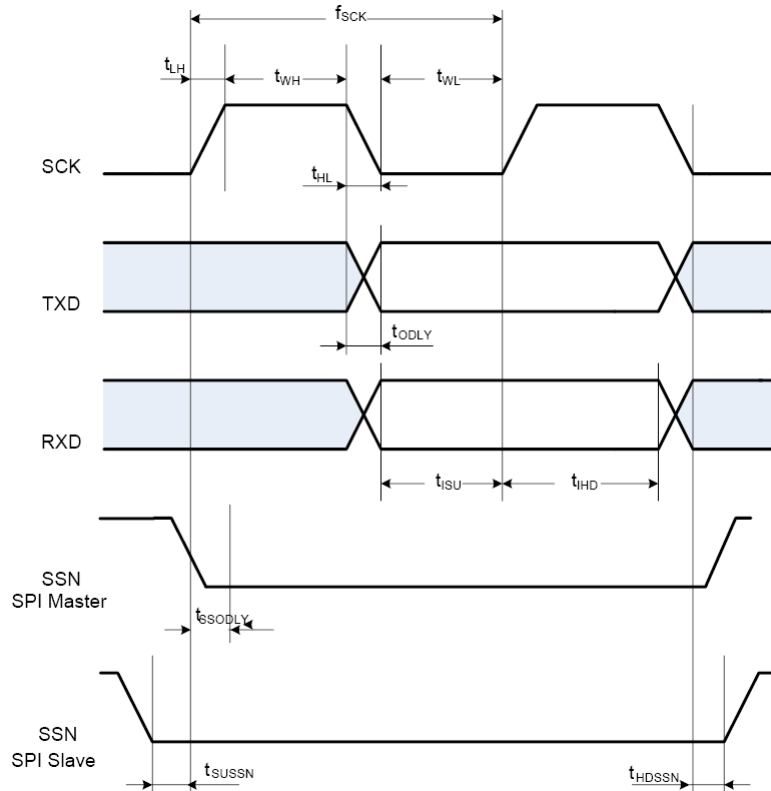 fSCK
tLH
tWH
tWL
SCK
tHL
TXD
tODLY
RXD
tISU
tIHD
SSN
SPI Master
tSSODLY
SSN
SPI Slave
tSUSSN
tHDSSN